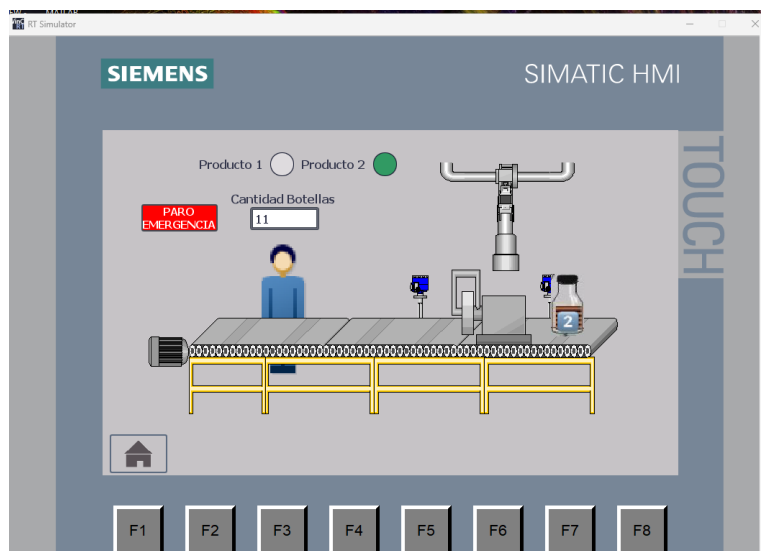 MATLAB
RT Simulator
SIEMENS
SIMATIC HMI
TOUCH
Producto 1
Producto 2
Cantidad Botellas
PARO
EMERGENCIA
11
2
F1
F2
F3
F4
F5
F6
F7
F8